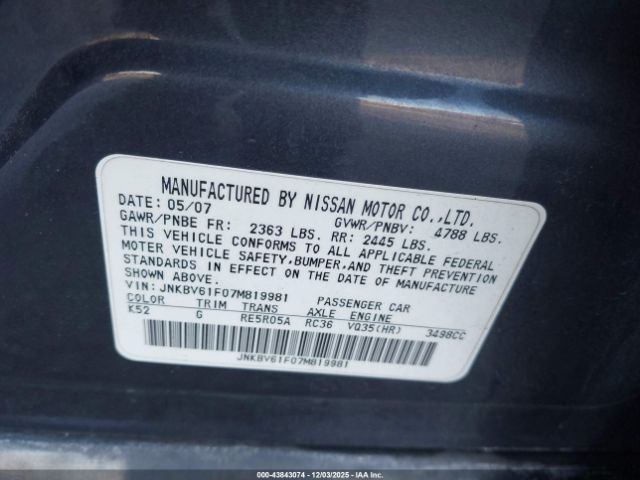 MANUFACTURED BY NISSAN MOTOR CO.,LTD.
DATE: 05/07 GVWR/PNBV: 4788 LBS.
GAWR/PNBE FR: 2363 LBS. RR: 2445 LBS.
THIS VEHICLE CONFORMS TO ALL APPLICABLE FEDERAL
MOTOR VEHICLE SAFETY,BUMPER,AND THEFT PREVENTION
STANDARDS IN EFFECT ON THE DATE OF MANUFACTURE
SHOWN ABOVE.
VIN: JNKBV61F07M819981 PASSENGER CAR
COLOR TRIM TRANS AXLE ENGINE
K52 G RE5R05A RC36 VQ35(HR) 3498CC
JNKBV61F07M819981
000-43843074 - 12/03/2025 - IAAI.COM